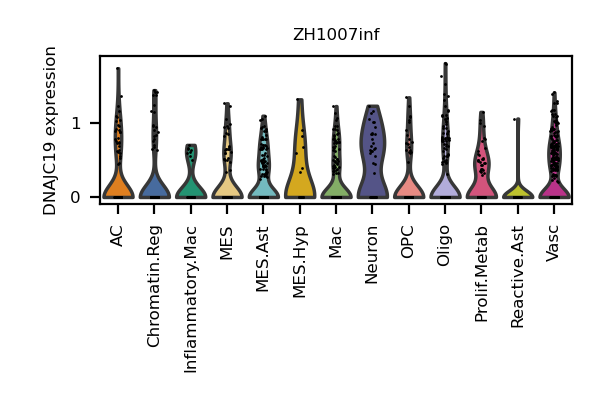 ZH1007inf
DNAJC19 expression
1
0
AC
Chromatin.Reg
Inflammatory.Mac
MES
MES.Ast
MES.Hyp
Mac
Neuron
OPC
Oligo
Prolif.Metab
Reactive.Ast
Vasc